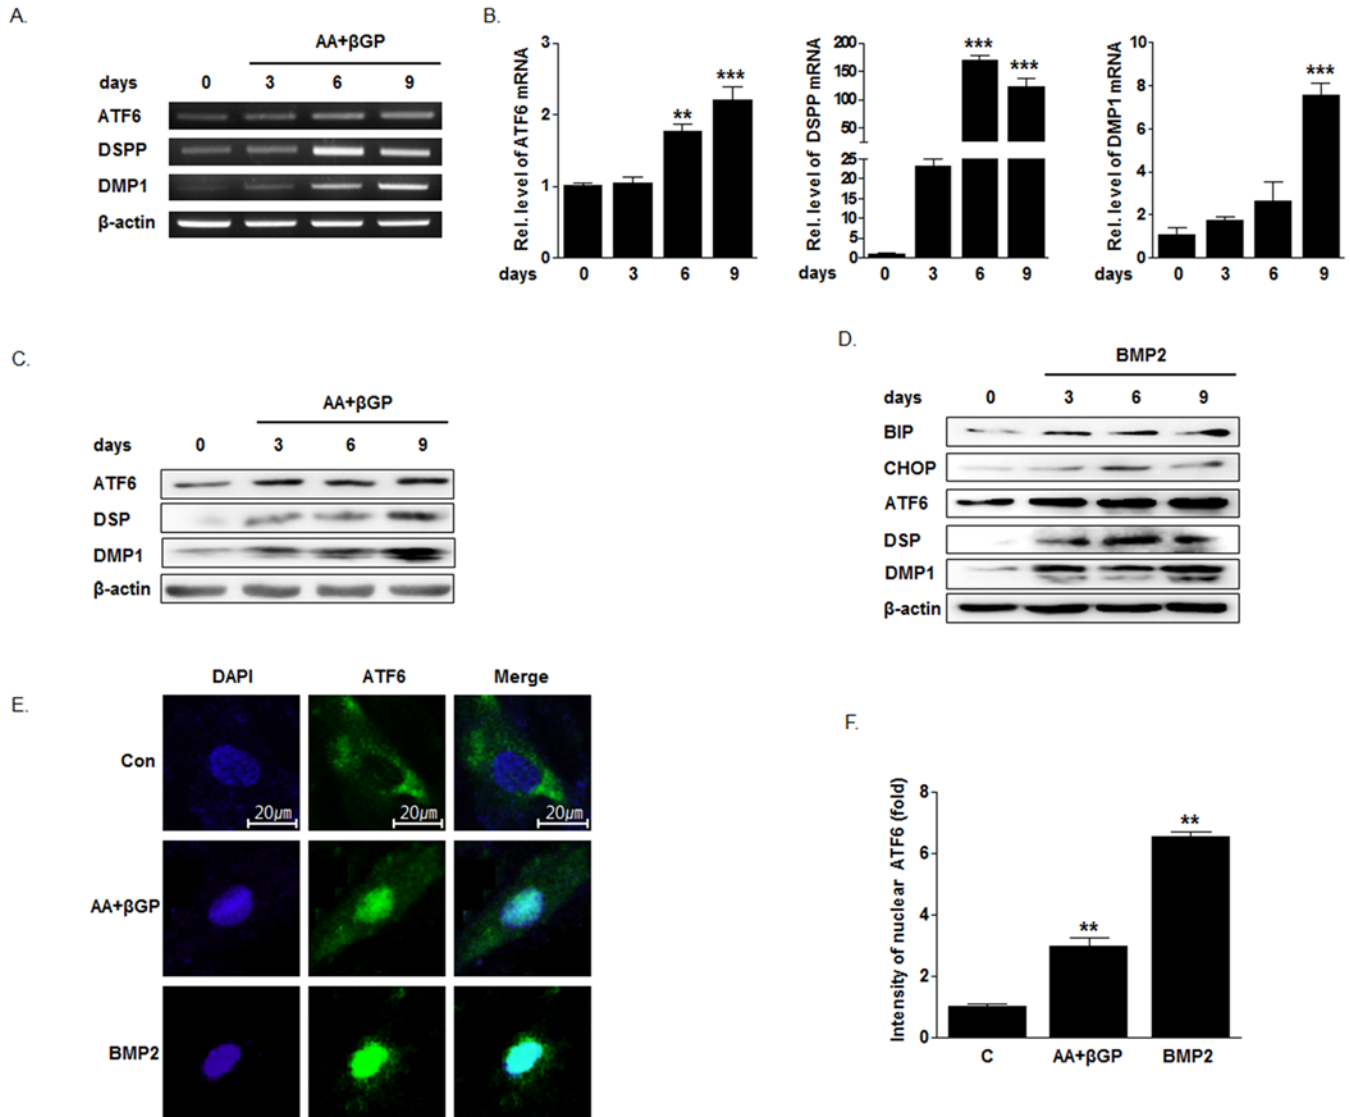 A.
AA+βGP
days 0 3 6 9
ATF6
DSPP
DMP1
β-actin
B.
Rel. level of ATF6 mRNA
3
2
1
0
**
***
days 0 3 6 9
Rel. level of DSPP mRNA
200
150
100
50
25
20
15
10
5
0
***
***
days 0 3 6 9
Rel. level of DMP1 mRNA
10
8
6
4
2
0
***
days 0 3 6 9
C.
AA+βGP
days 0 3 6 9
ATF6
DSP
DMP1
β-actin
D.
BMP2
days 0 3 6 9
BIP
CHOP
ATF6
DSP
DMP1
β-actin
E.
DAPI ATF6 Merge
Con
20μm 20μm 20μm
AA+βGP
BMP2
F.
Intensity of nuclear ATF6 (fold)
8
6
4
2
0
**
**
C AA+βGP BMP2